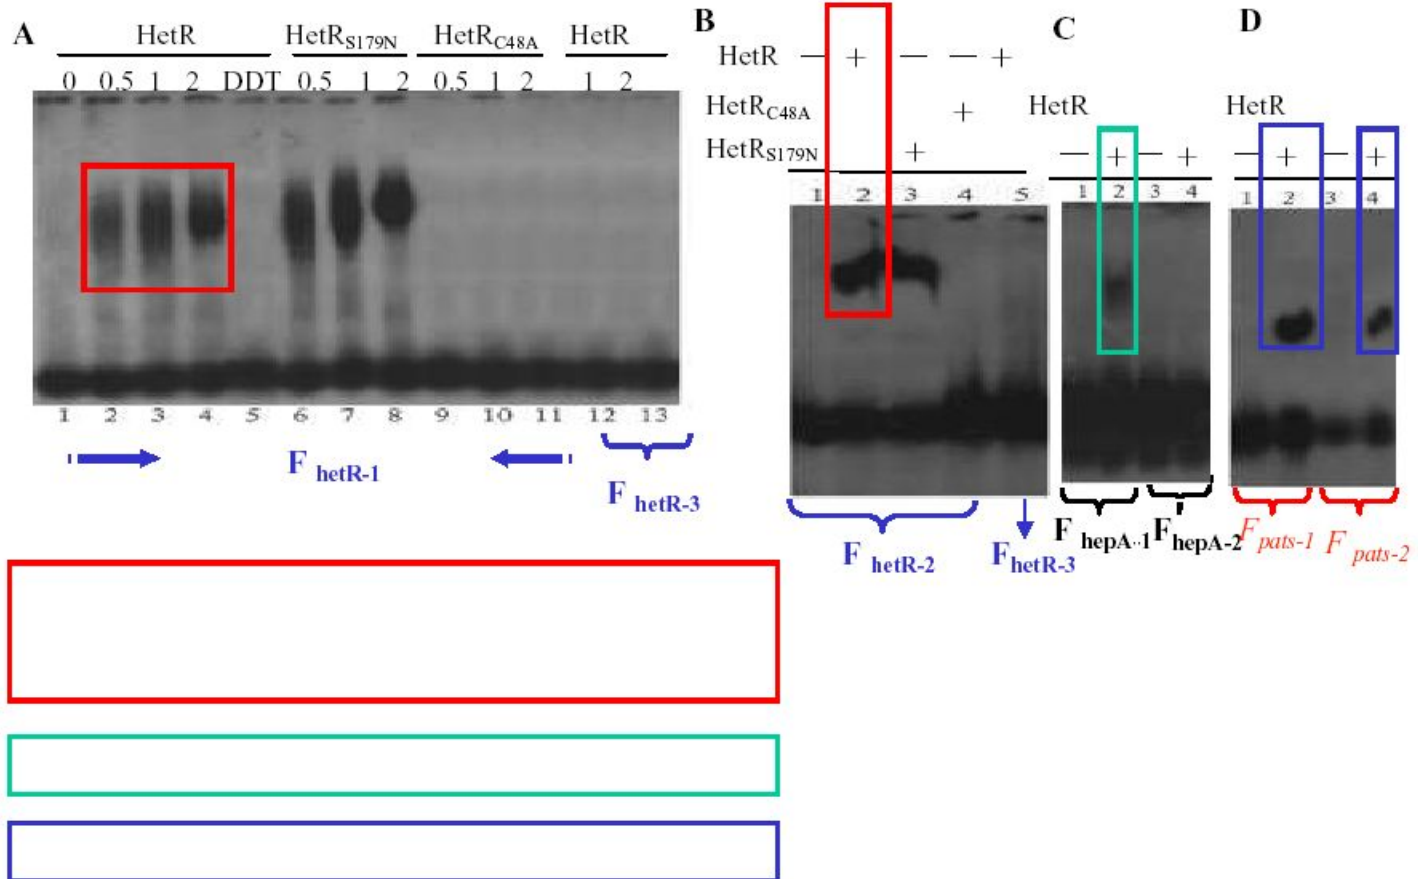 A
HetR HetRS179N HetRC48A HetR
0 0.5 1 2 DDT 0.5 1 2 0.5 1 2 1 2
1 2 3 4 5 6 7 8 9 10 11 12 13
F hetR-1
F hetR-3
B
HetR — + — — +
HetRC48A +
HetRS179N +
1 2 3 4 5
F hetR-2 FhetR-3
C
HetR
— + — +
1 2 3 4
F hepA-1 FhepA-2
D
HetR
— + — +
1 2 3 4
F pats-1 F pats-2